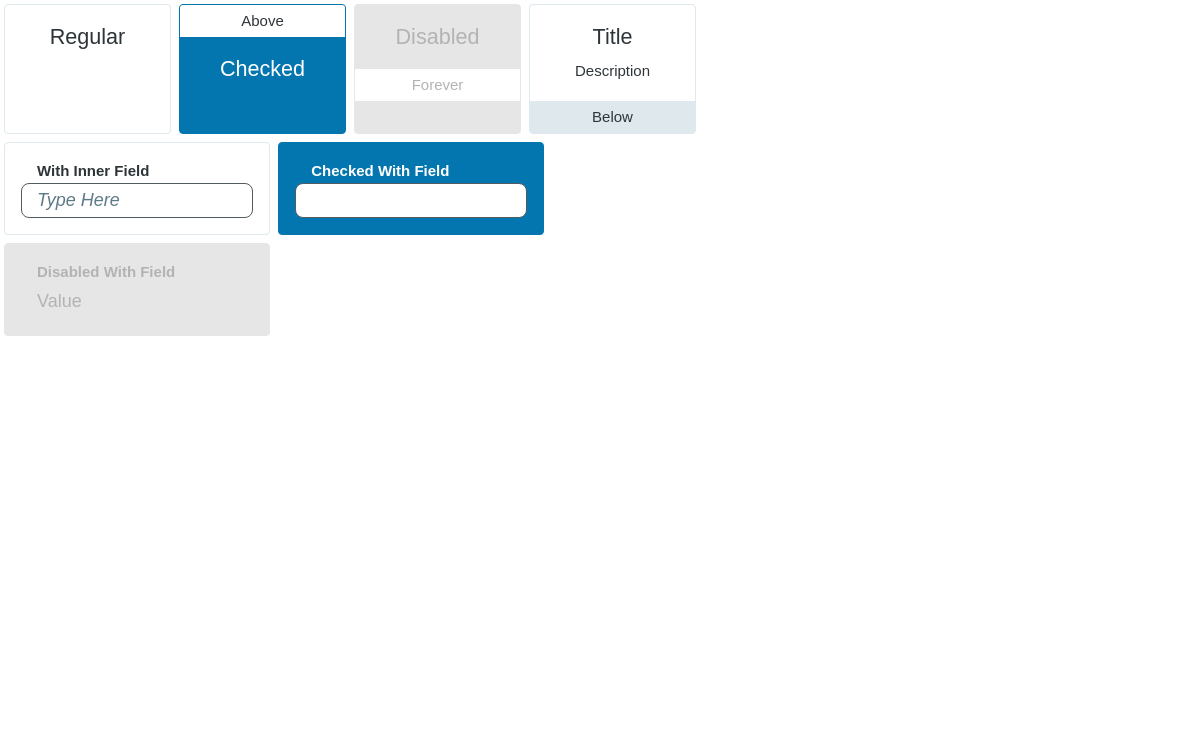 Regular
Above
Checked
Disabled
Forever
Title
Description
Below
With Inner Field
Type Here
Checked With Field
Disabled With Field
Value